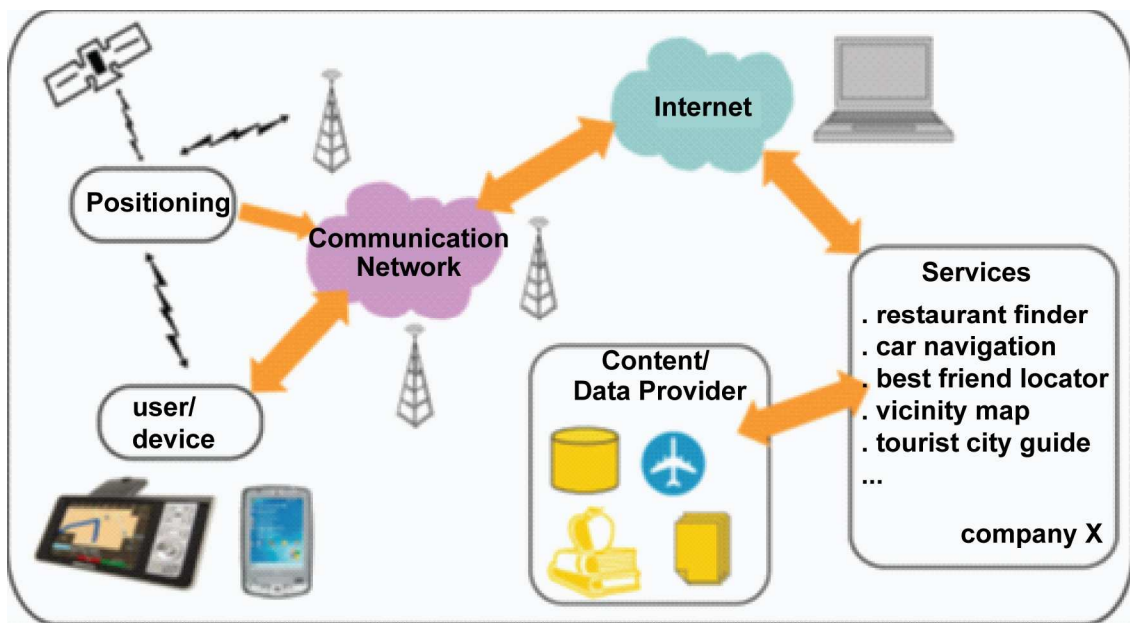 Internet
Positioning
Communication
Network
Services
. restaurant finder
. car navigation
. best friend locator
. vicinity map
. tourist city guide
...
company X
Content/
Data Provider
user/
device